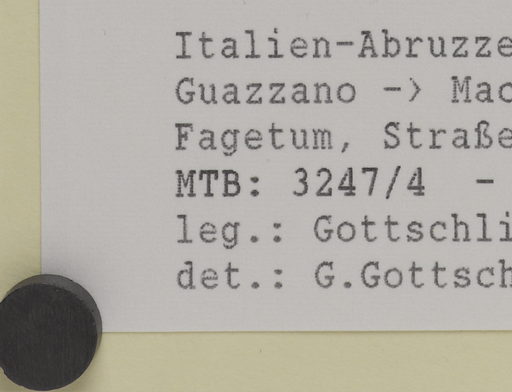 Italien-Abruzze
Guazzano -> Mac
Fagetum, Straße
MTB: 3247/4 -
leg.: Gottschli
det.: G.Gottsch